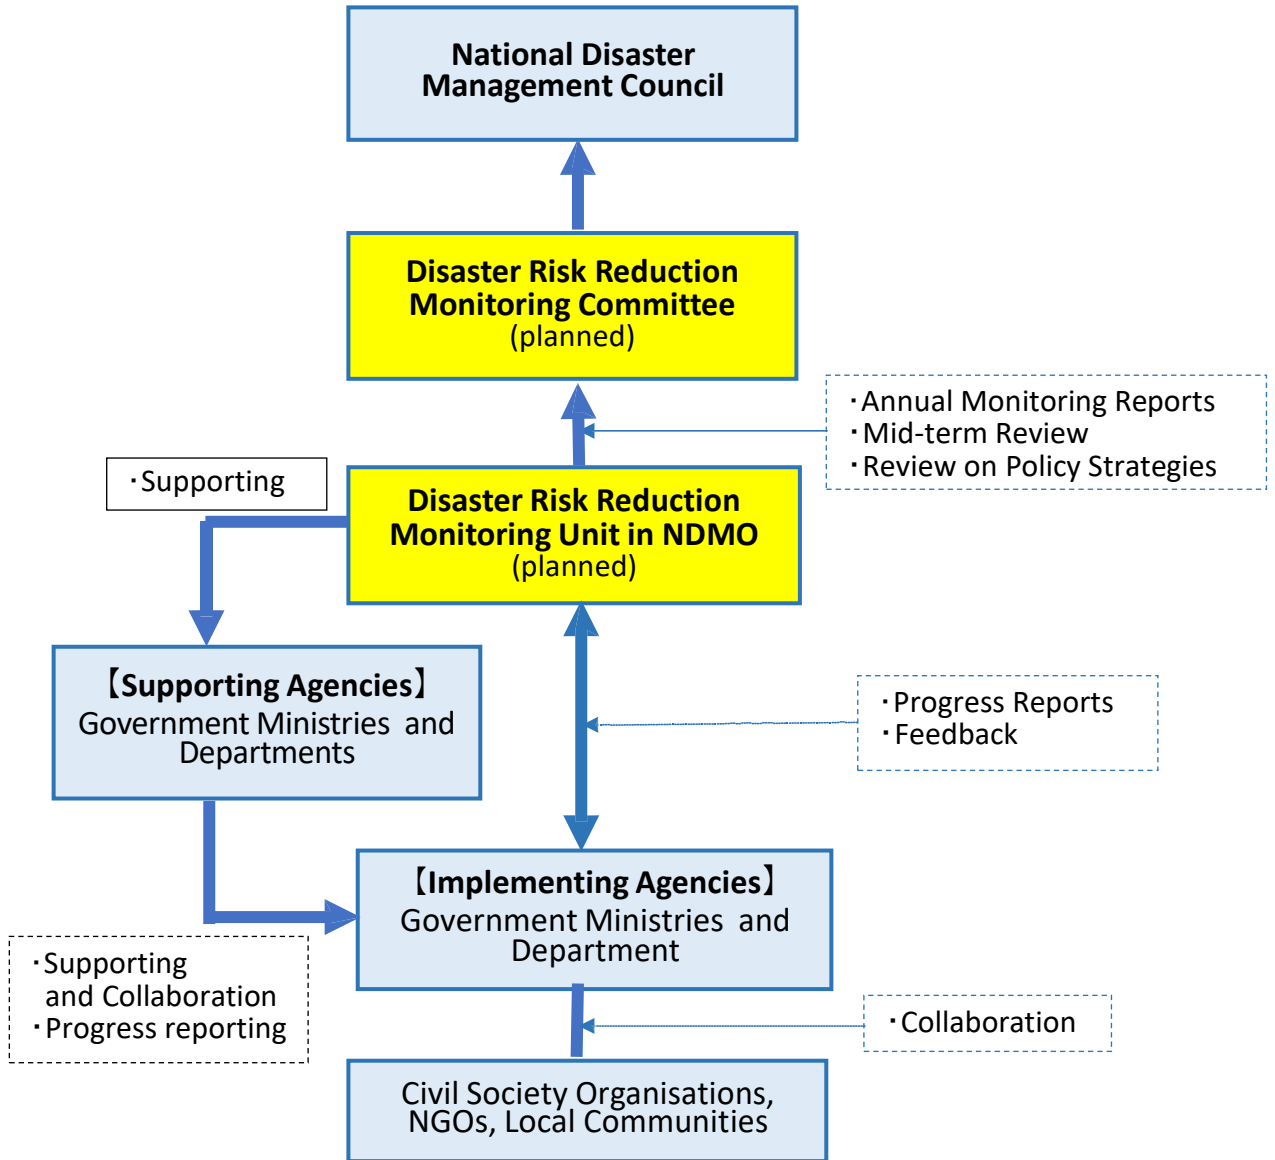 National Disaster
Management Council
Disaster Risk Reduction
Monitoring Committee
(planned)
・Annual Monitoring Reports
・Mid-term Review
・Review on Policy Strategies
・Supporting
Disaster Risk Reduction
Monitoring Unit in NDMO
(planned)
【Supporting Agencies】
Government Ministries and
Departments
・Progress Reports
・Feedback
【Implementing Agencies】
Government Ministries and
Department
・Supporting
and Collaboration
・Progress reporting
・Collaboration
Civil Society Organisations,
NGOs, Local Communities